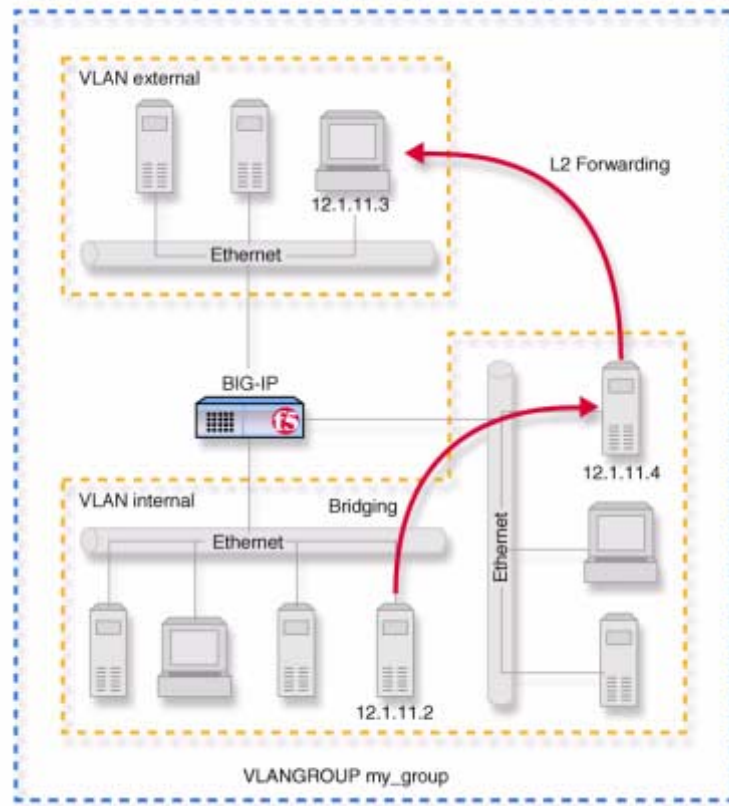 VLAN external
12.1.11.3
L2 Forwarding
Ethernet
BIG-IP
f5
12.1.11.4
VLAN internal
Bridging
Ethernet
Ethernet
12.1.11.2
VLANGROUP my_group